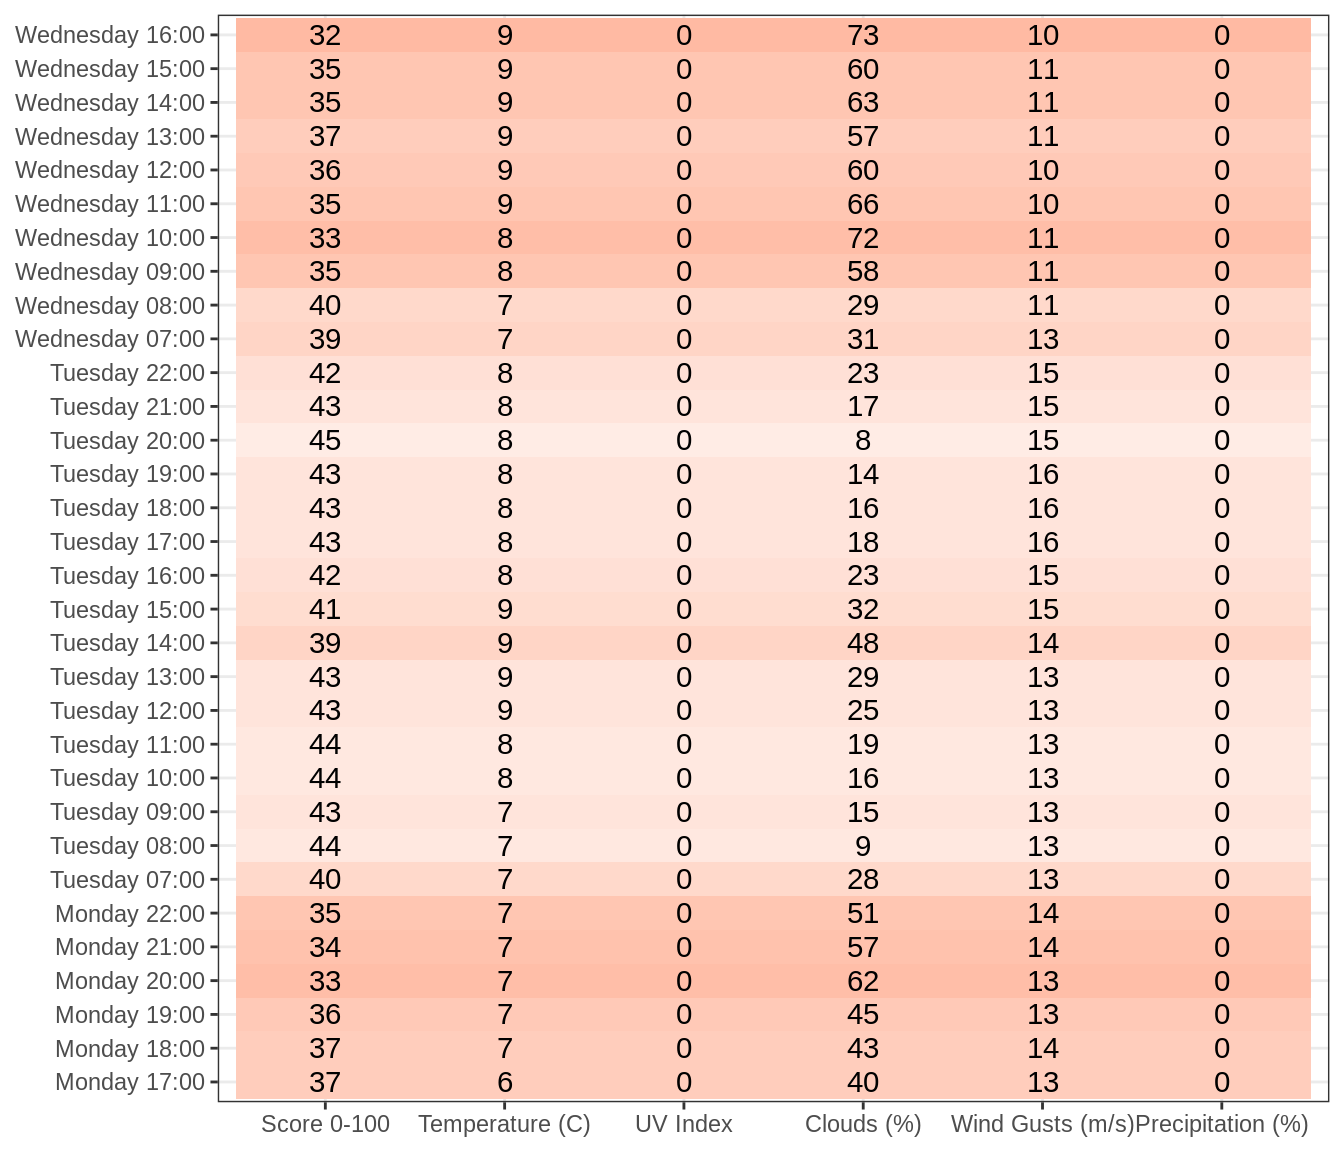 Wednesday 16:00 32 9 0 73 10 0
Wednesday 15:00 35 9 0 60 11 0
Wednesday 14:00 35 9 0 63 11 0
Wednesday 13:00 37 9 0 57 11 0
Wednesday 12:00 36 9 0 60 10 0
Wednesday 11:00 35 9 0 66 10 0
Wednesday 10:00 33 8 0 72 11 0
Wednesday 09:00 35 8 0 58 11 0
Wednesday 08:00 40 7 0 29 11 0
Wednesday 07:00 39 7 0 31 13 0
Tuesday 22:00 42 8 0 23 15 0
Tuesday 21:00 43 8 0 17 15 0
Tuesday 20:00 45 8 0 8 15 0
Tuesday 19:00 43 8 0 14 16 0
Tuesday 18:00 43 8 0 16 16 0
Tuesday 17:00 43 8 0 18 16 0
Tuesday 16:00 42 8 0 23 15 0
Tuesday 15:00 41 9 0 32 15 0
Tuesday 14:00 39 9 0 48 14 0
Tuesday 13:00 43 9 0 29 13 0
Tuesday 12:00 43 9 0 25 13 0
Tuesday 11:00 44 8 0 19 13 0
Tuesday 10:00 44 8 0 16 13 0
Tuesday 09:00 43 7 0 15 13 0
Tuesday 08:00 44 7 0 9 13 0
Tuesday 07:00 40 7 0 28 13 0
Monday 22:00 35 7 0 51 14 0
Monday 21:00 34 7 0 57 14 0
Monday 20:00 33 7 0 62 13 0
Monday 19:00 36 7 0 45 13 0
Monday 18:00 37 7 0 43 14 0
Monday 17:00 37 6 0 40 13 0
Score 0-100 Temperature (C) UV Index Clouds (%) Wind Gusts (m/s) Precipitation (%)